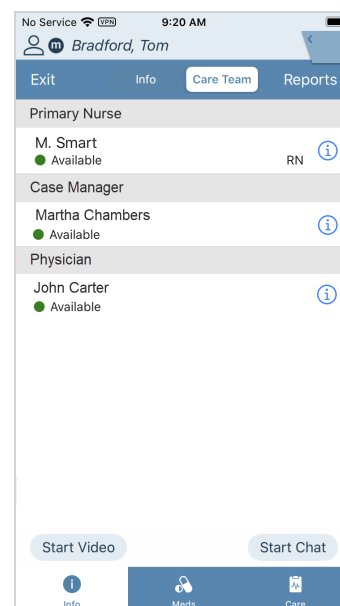 No Service VPN 9:20 AM
m Bradford, Tom
Exit Info Care Team Reports
Primary Nurse
M. Smart
Available RN
Case Manager
Martha Chambers
Available
Physician
John Carter
Available
Start Video Start Chat
Info Meds Care